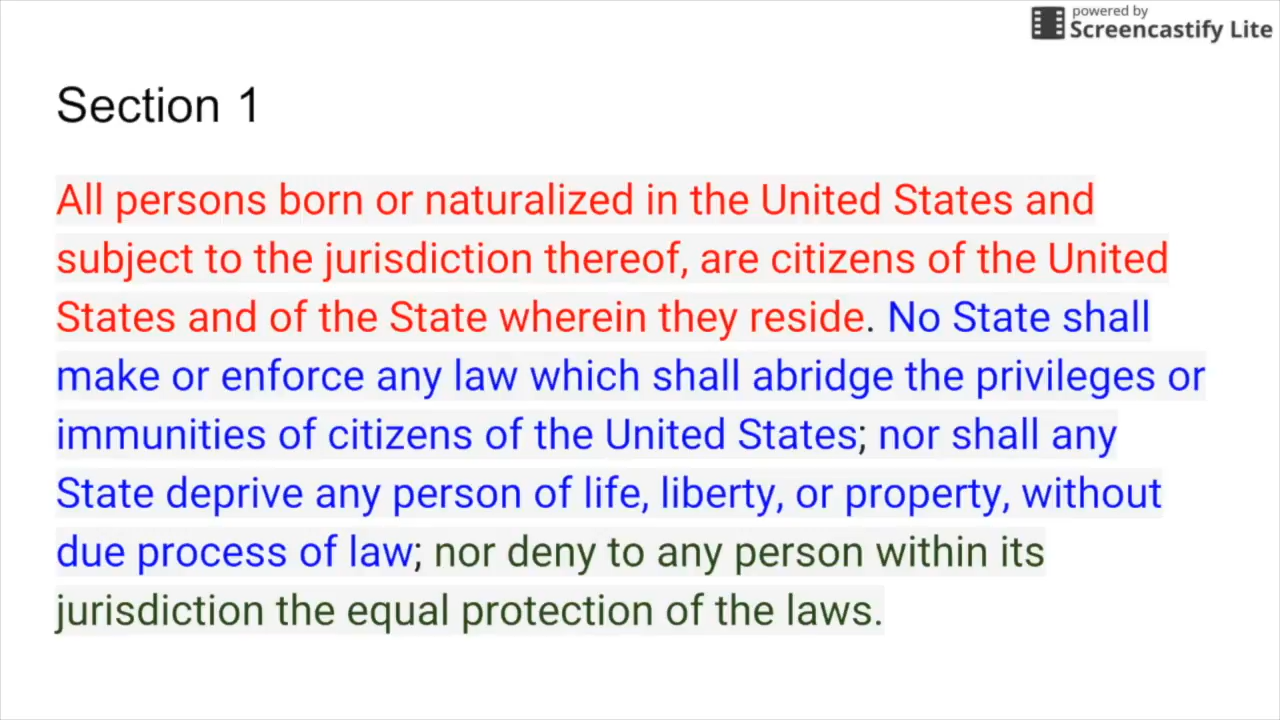 powered by
Screencastify Lite
Section 1
All persons born or naturalized in the United States and
subject to the jurisdiction thereof, are citizens of the United
States and of the State wherein they reside. No State shall
make or enforce any law which shall abridge the privileges or
immunities of citizens of the United States; nor shall any
State deprive any person of life, liberty, or property, without
due process of law; nor deny to any person within its
jurisdiction the equal protection of the laws.